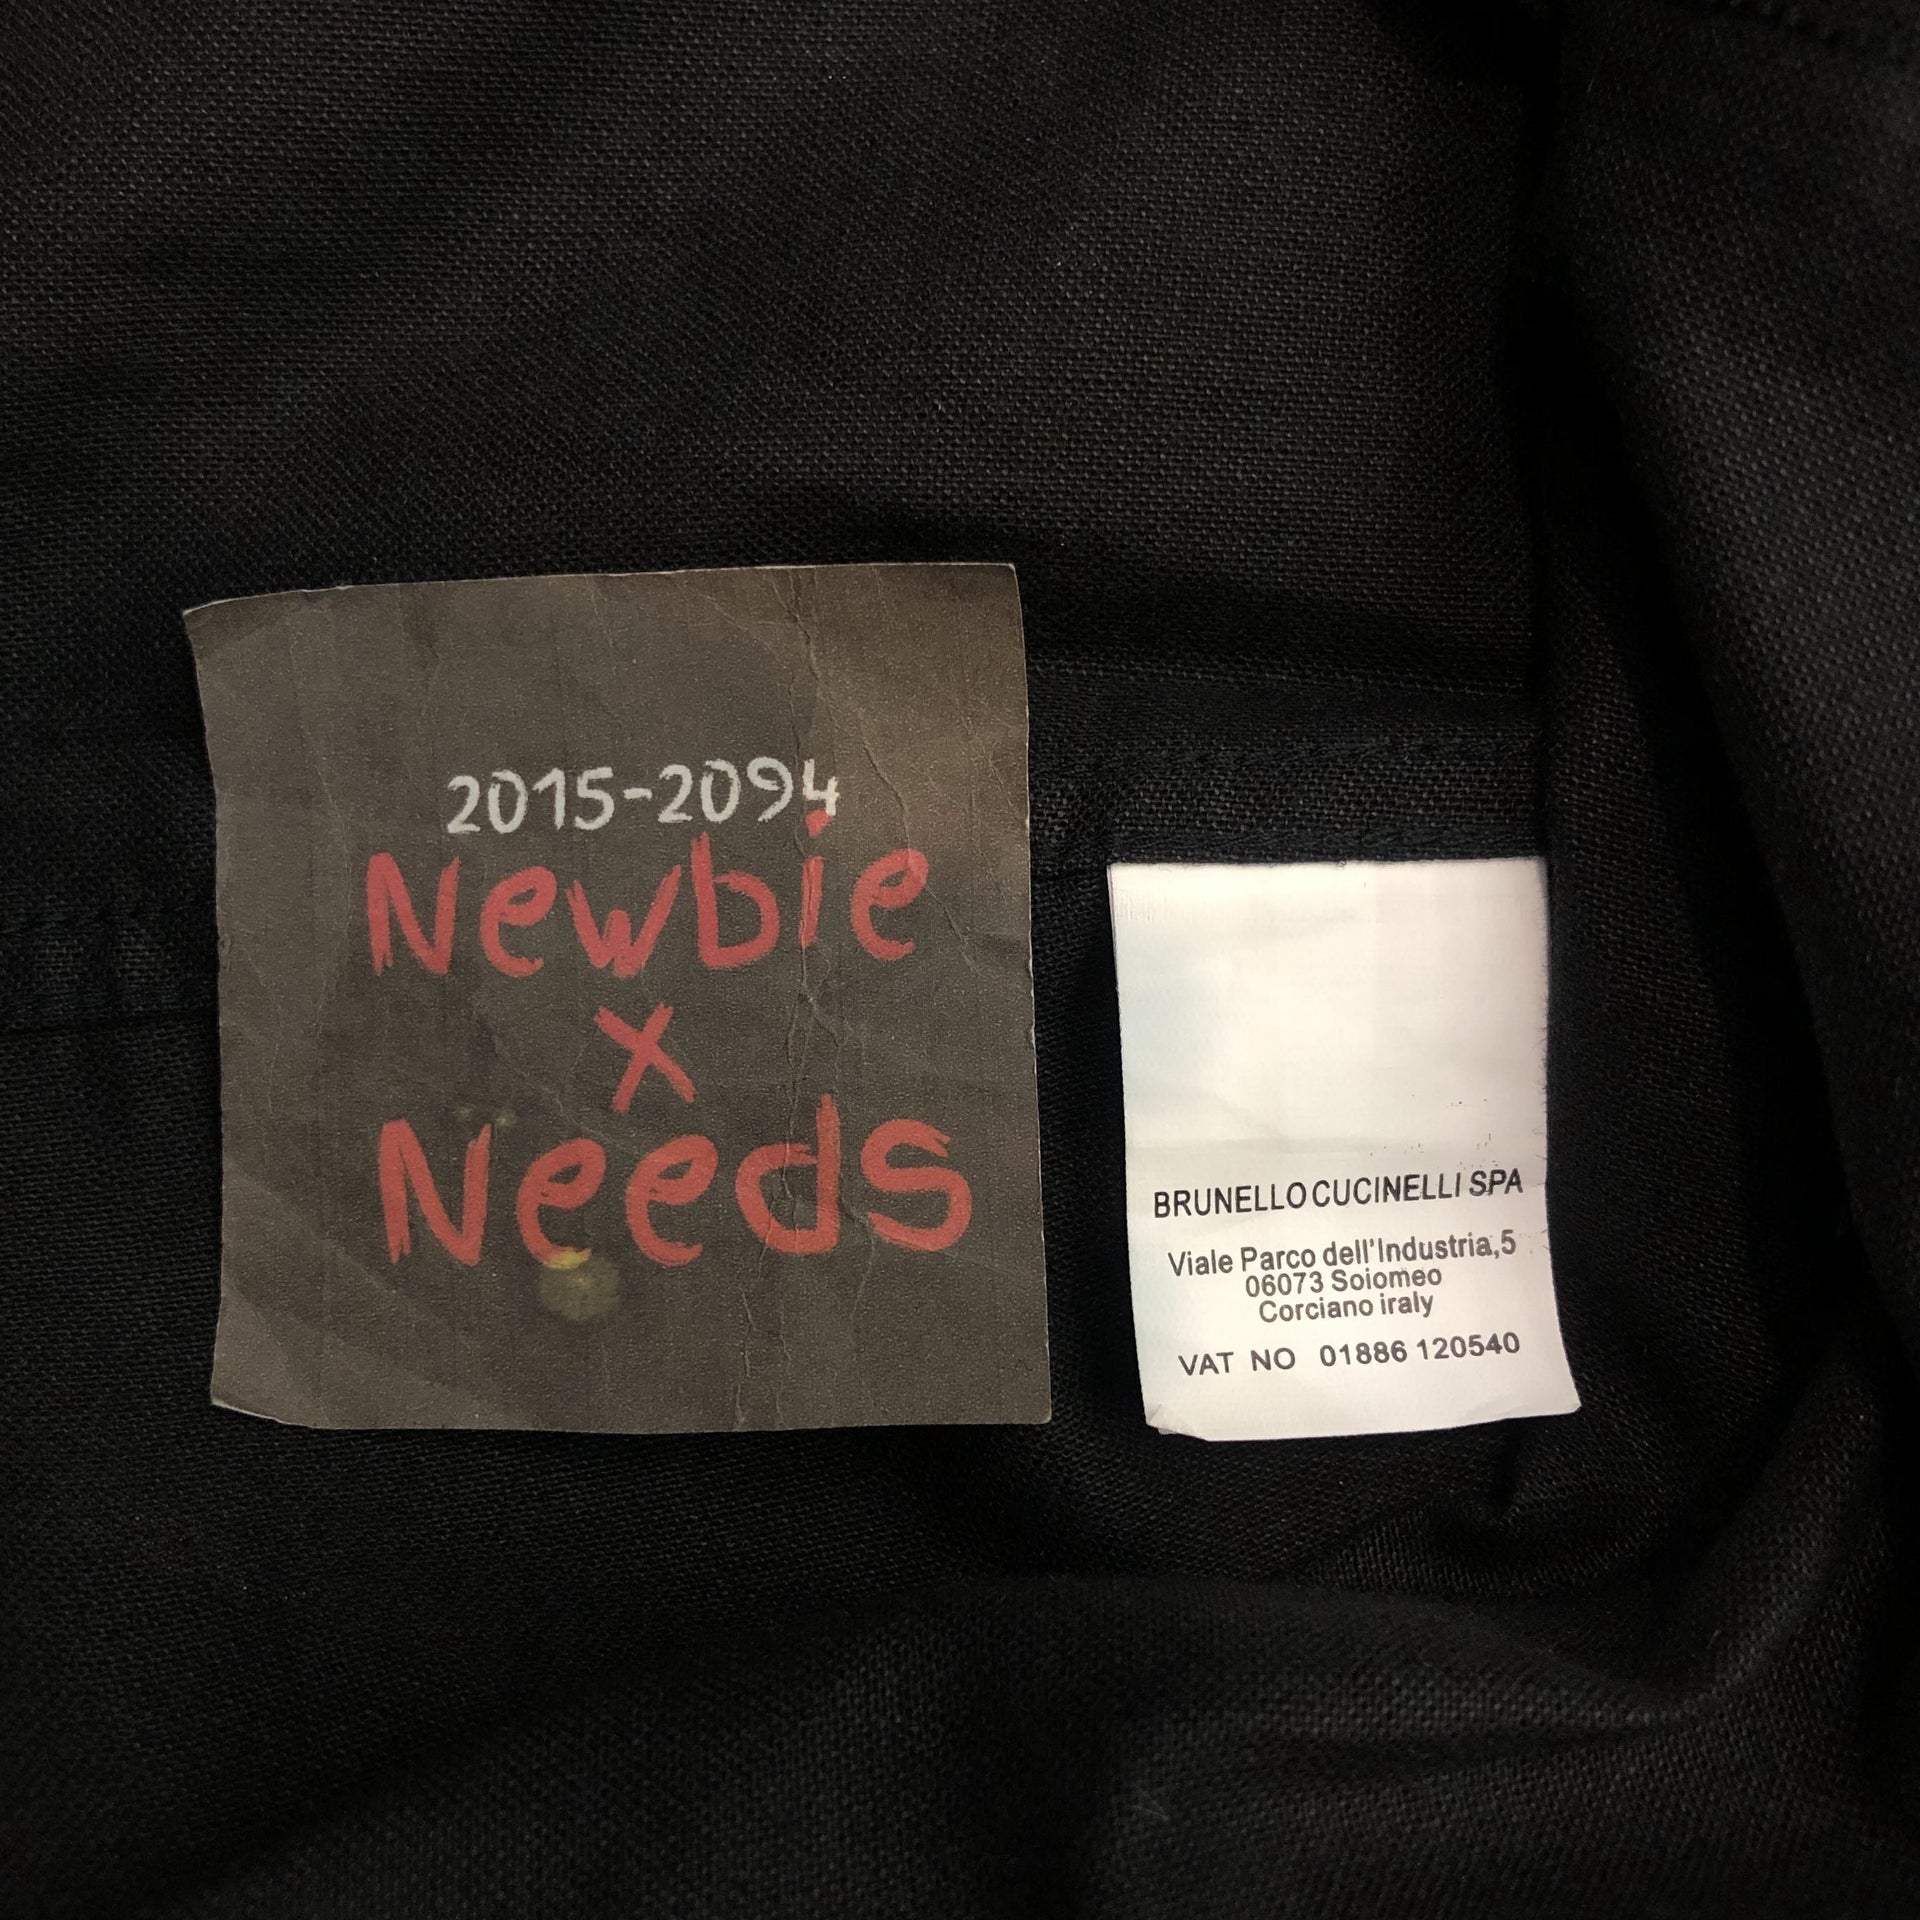 2015-2094
Newbie
x
Needs
BRUNELLO CUCINELLI SPA
Viale Parco dell'Industria,5
06073 Soiomeo
Corciano iraly
VAT NO 01886 120540